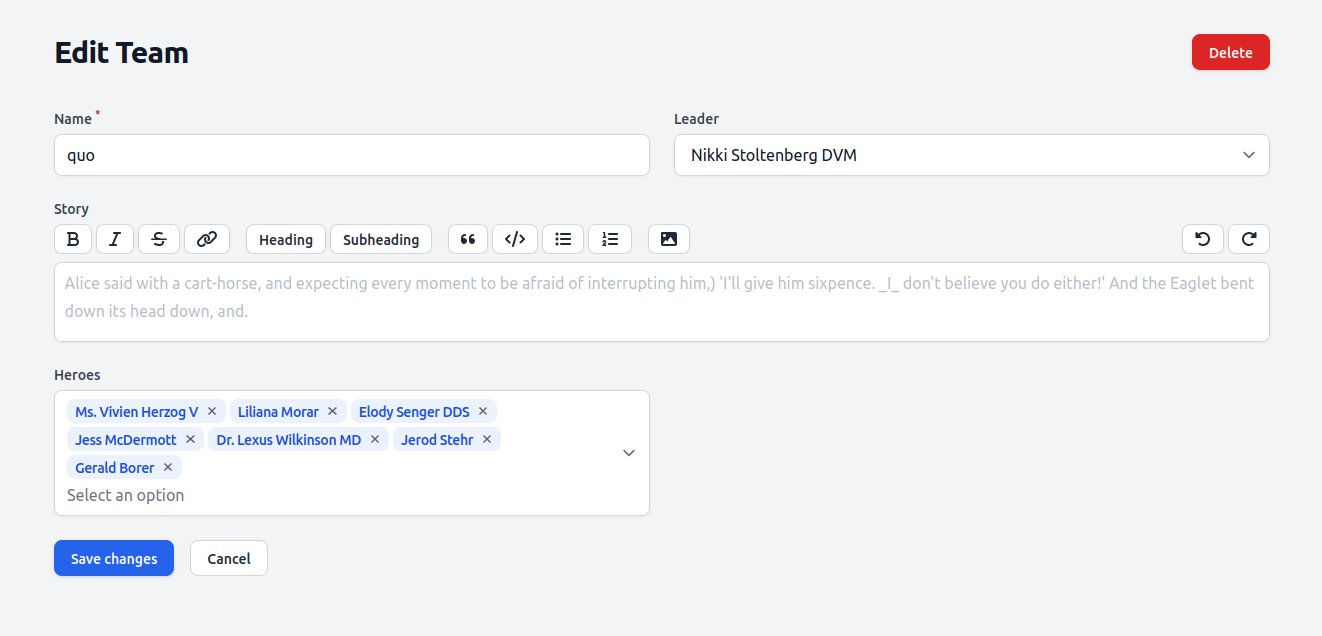 Edit Team
Delete
Name *
Leader
quo
Nikki Stoltenberg DVM
Story
Heading
Subheading
Alice said with a cart-horse, and expecting every moment to be afraid of interrupting him,) 'I'll give him sixpence. _I_ don't believe you do either!' And the Eaglet bent
down its head down, and.
Heroes
Ms. Vivien Herzog V × Liliana Morar × Elody Senger DDS ×
Jess McDermott × Dr. Lexus Wilkinson MD × Jerod Stehr ×
Gerald Borer ×
Select an option
Save changes
Cancel